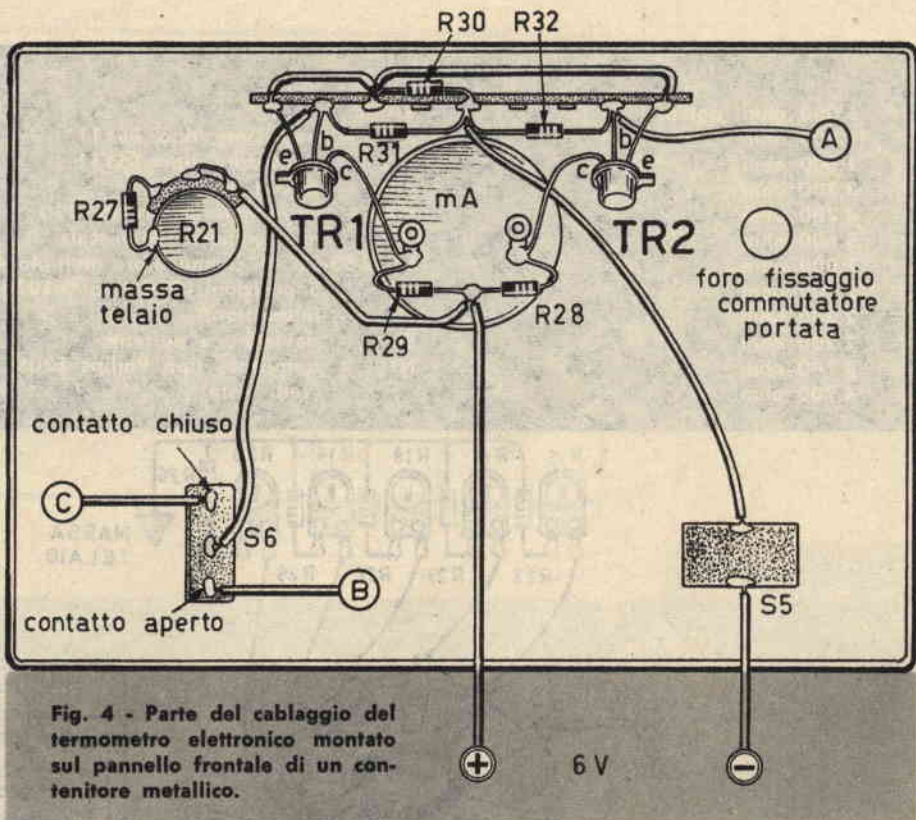 R30 R32
e b c
R31
mA
c b e
A
R27
R21
TR1
TR2
massa
telaio
foro fissaggio
commutatore
portata
R29
R28
contatto chiuso
C
S6
B
contatto aperto
S5
MASSA
TELAIO
Fig. 4 - Parte del cablaggio del
termometro elettronico montato
sul pannello frontale di un con-
tenitore metallico.
+ 6 V −